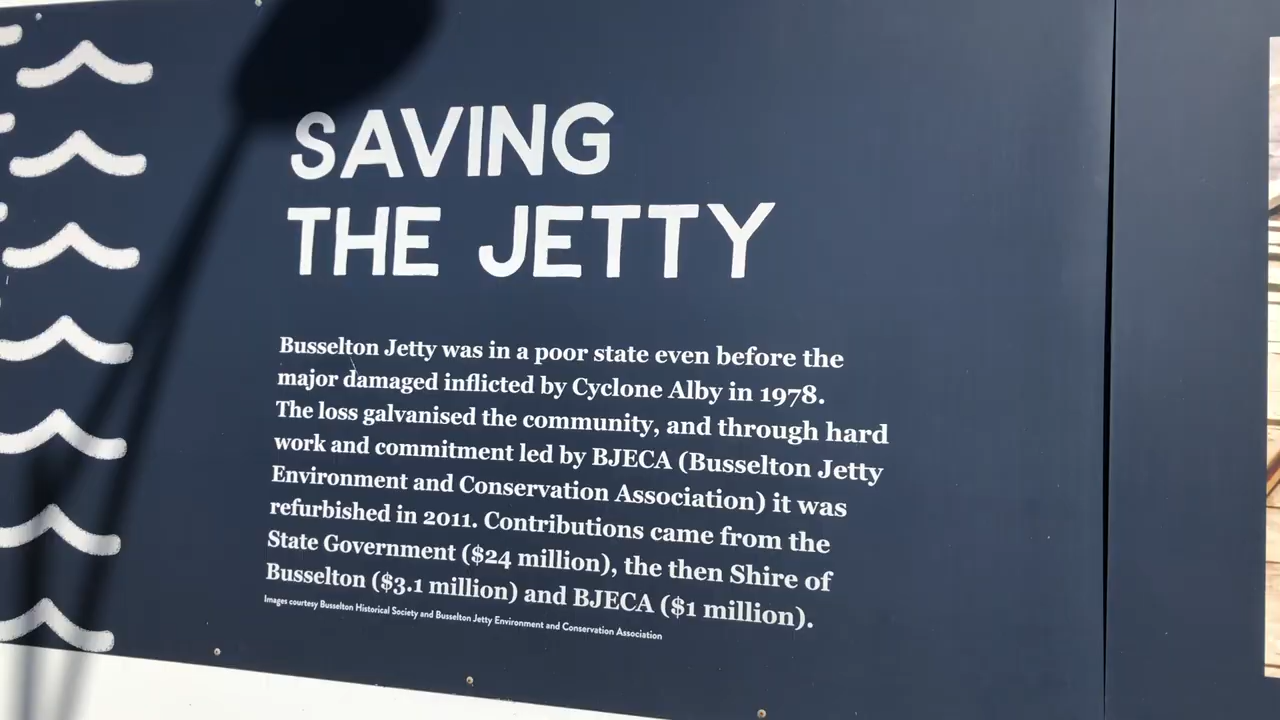 SAVING
THE JETTY
Busselton Jetty was in a poor state even before the
major damaged inflicted by Cyclone Alby in 1978.
The loss galvanised the community, and through hard
work and commitment led by BJECA (Busselton Jetty
Environment and Conservation Association) it was
refurbished in 2011. Contributions came from the
State Government ($24 million), the then Shire of
Busselton ($3.1 million) and BJECA ($1 million).
Images courtesy Busselton Historical Society and Busselton Jetty Environment and Conservation Association